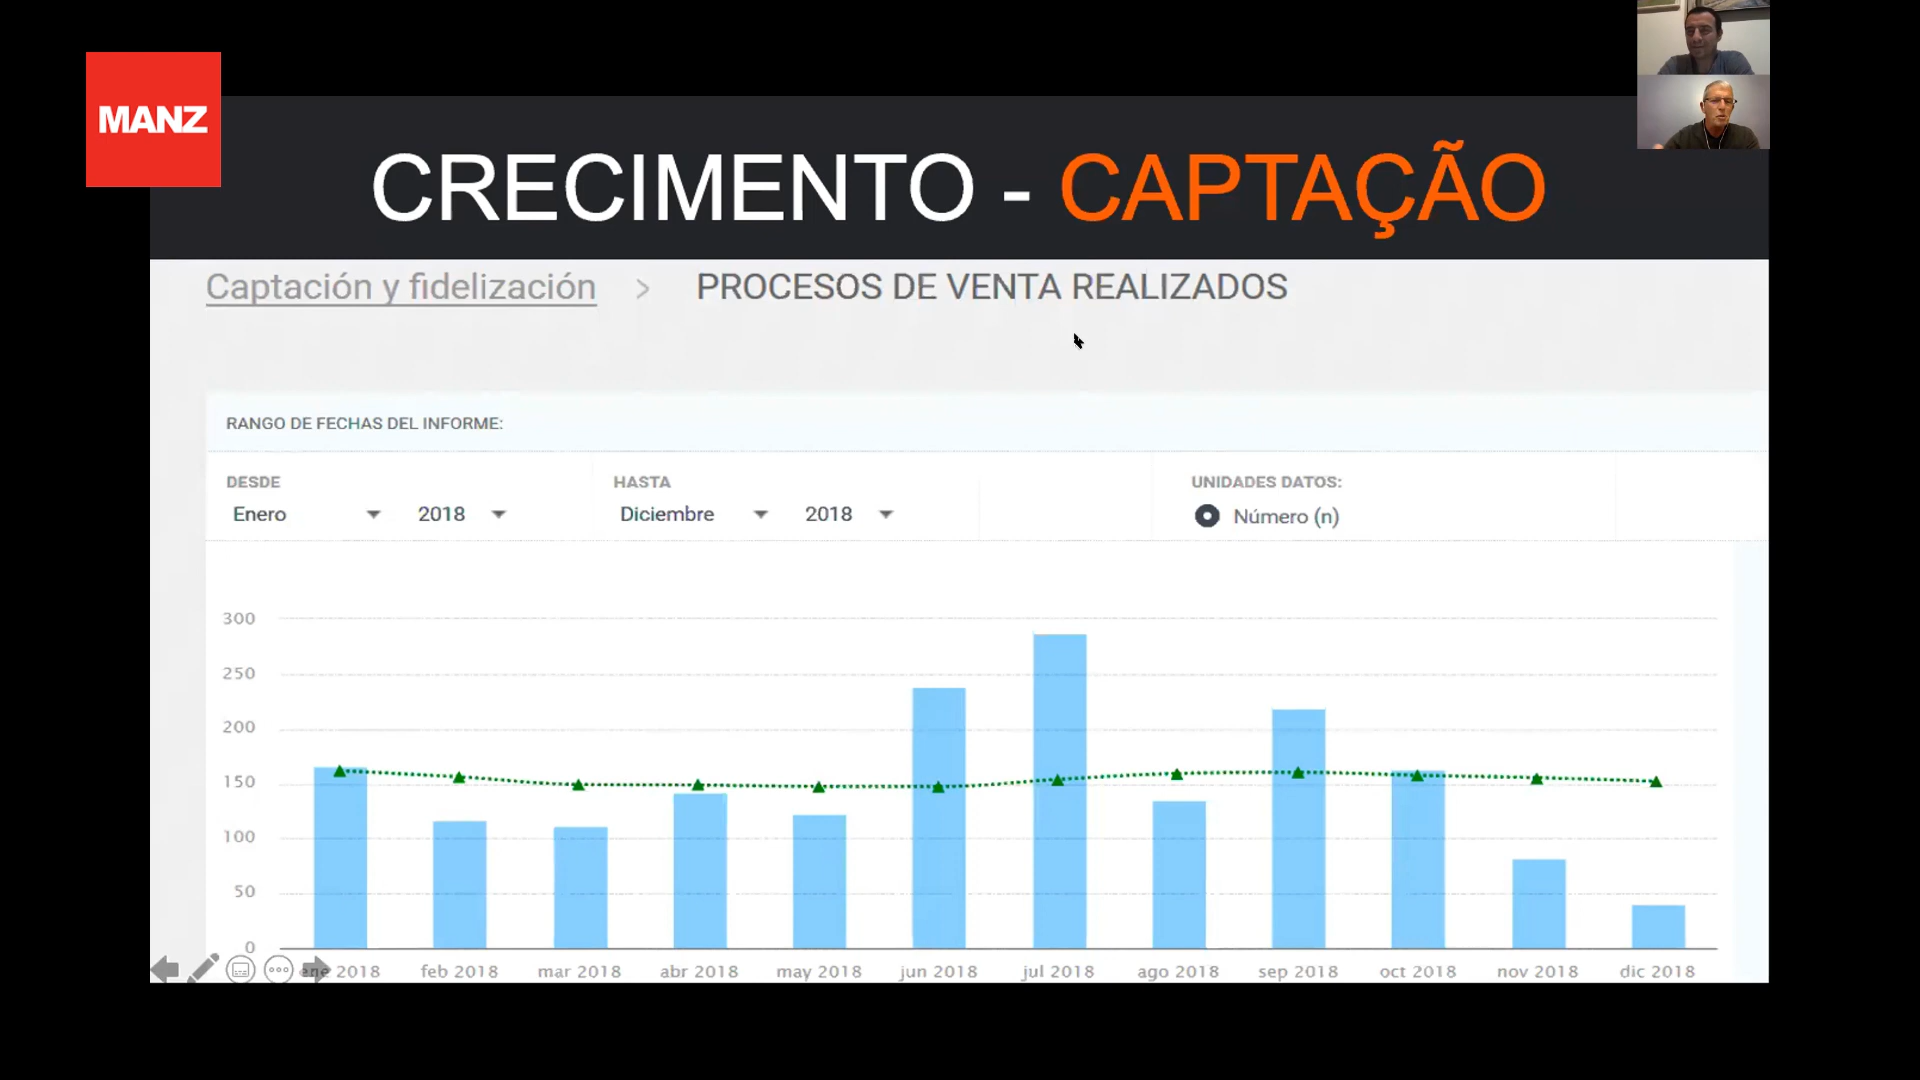 MANZ
CRECIMENTO - CAPTAÇÃO
Captación y fidelización > PROCESOS DE VENTA REALIZADOS
RANGO DE FECHAS DEL INFORME:
DESDE HASTA UNIDADES DATOS:
Enero 2018 Diciembre 2018 Número (n)
300
250
200
150
100
50
0
ene 2018 feb 2018 mar 2018 abr 2018 may 2018 jun 2018 jul 2018 ago 2018 sep 2018 oct 2018 nov 2018 dic 2018